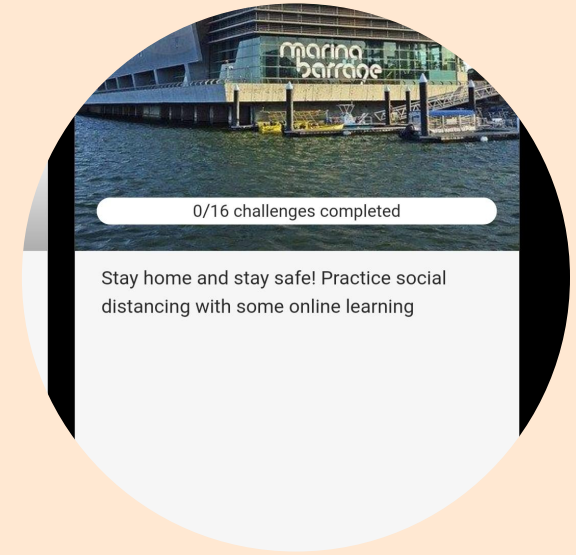 marina
barrage
0/16 challenges completed
Stay home and stay safe! Practice social
distancing with some online learning